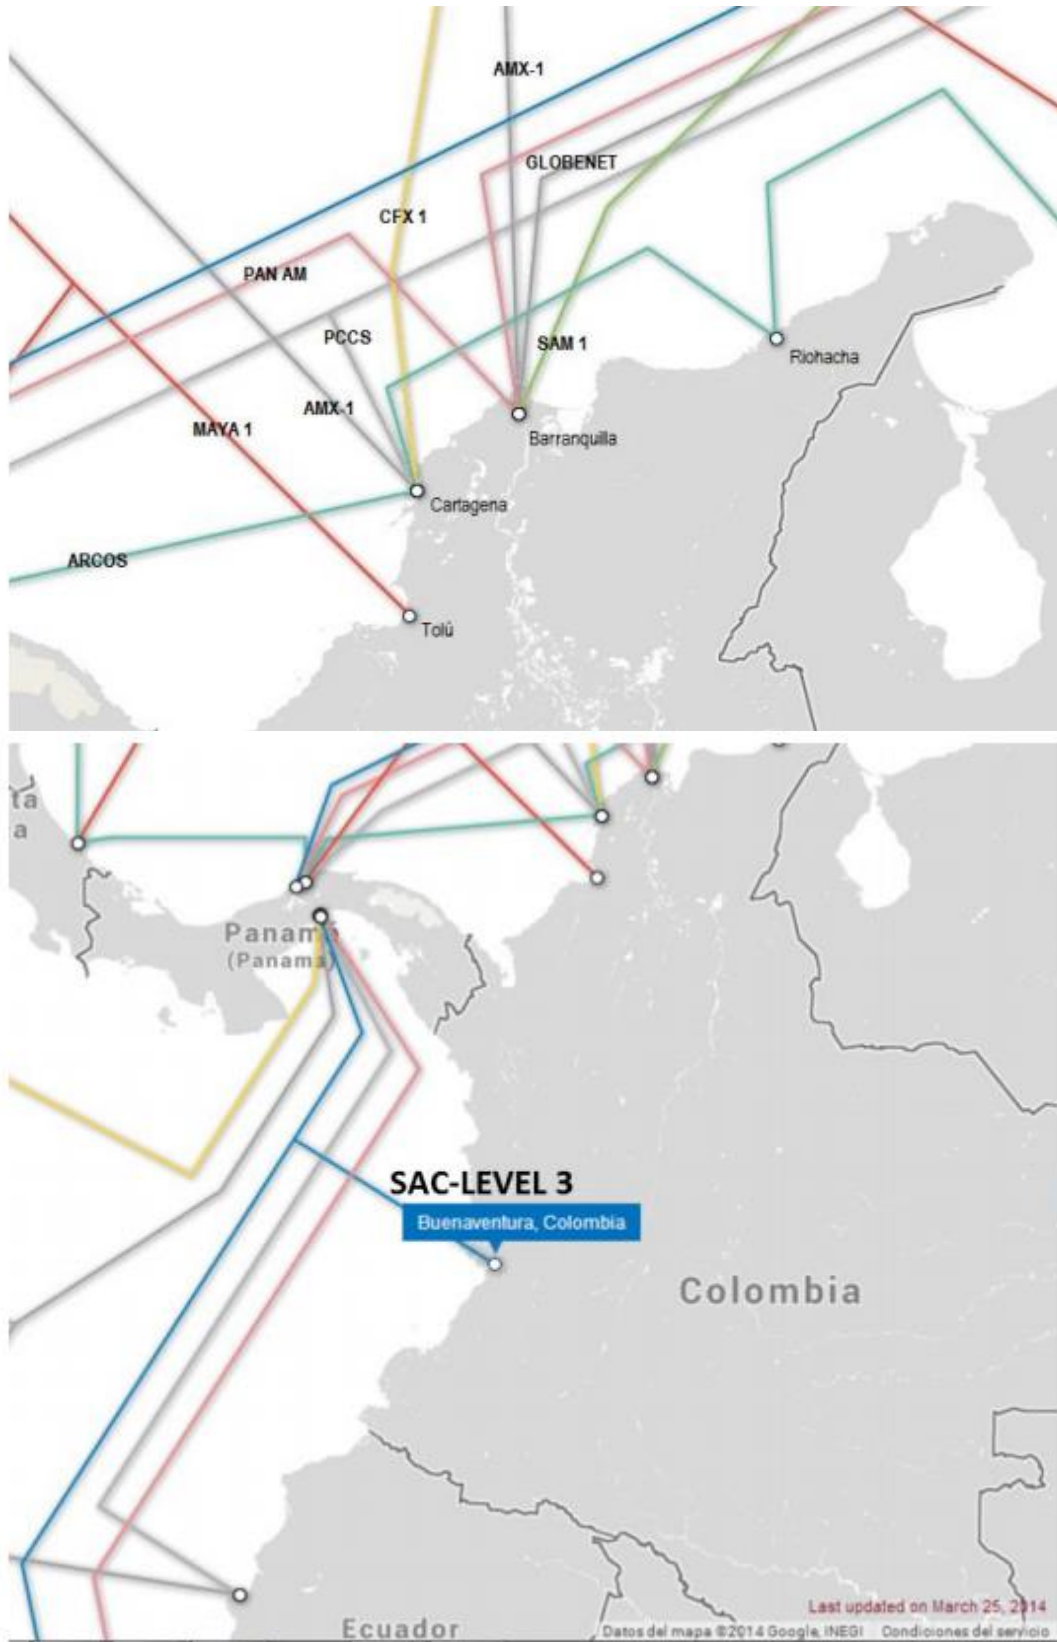 AMX-1
GLOBENET
CFX 1
PAN AM
PCCS
SAM 1
Riohacha
AMX-1
MAYA 1
Barranquilla
Cartagena
ARCOS
Tolú
ta
a
Panamá
(Panama)
SAC-LEVEL 3
Buenaventura, Colombia
Colombia
Last updated on March 25, 2014
Ecuador
Datos del mapa ©2014 Google, INEGI Condiciones del servicio